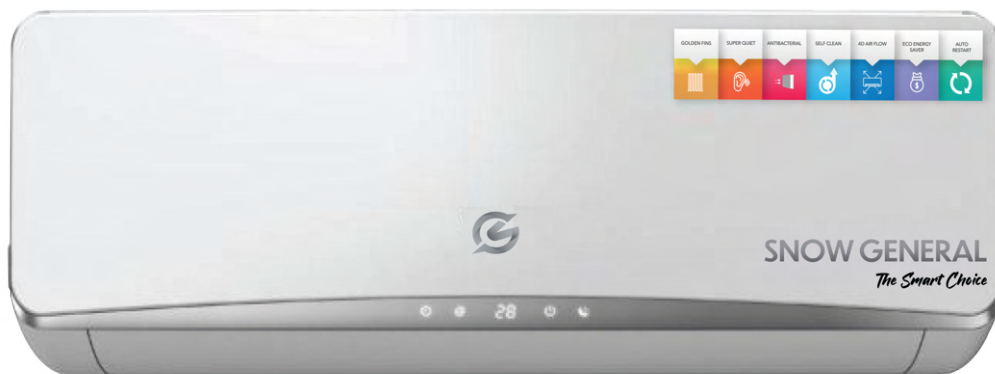 GOLDEN FINS
SUPER QUIET
ANTIBACTERIAL
SELF CLEAN
4D AIR FLOW
ECO ENERGY
SAVER
AUTO
RESTART
$
SNOW GENERAL
The Smart Choice
28